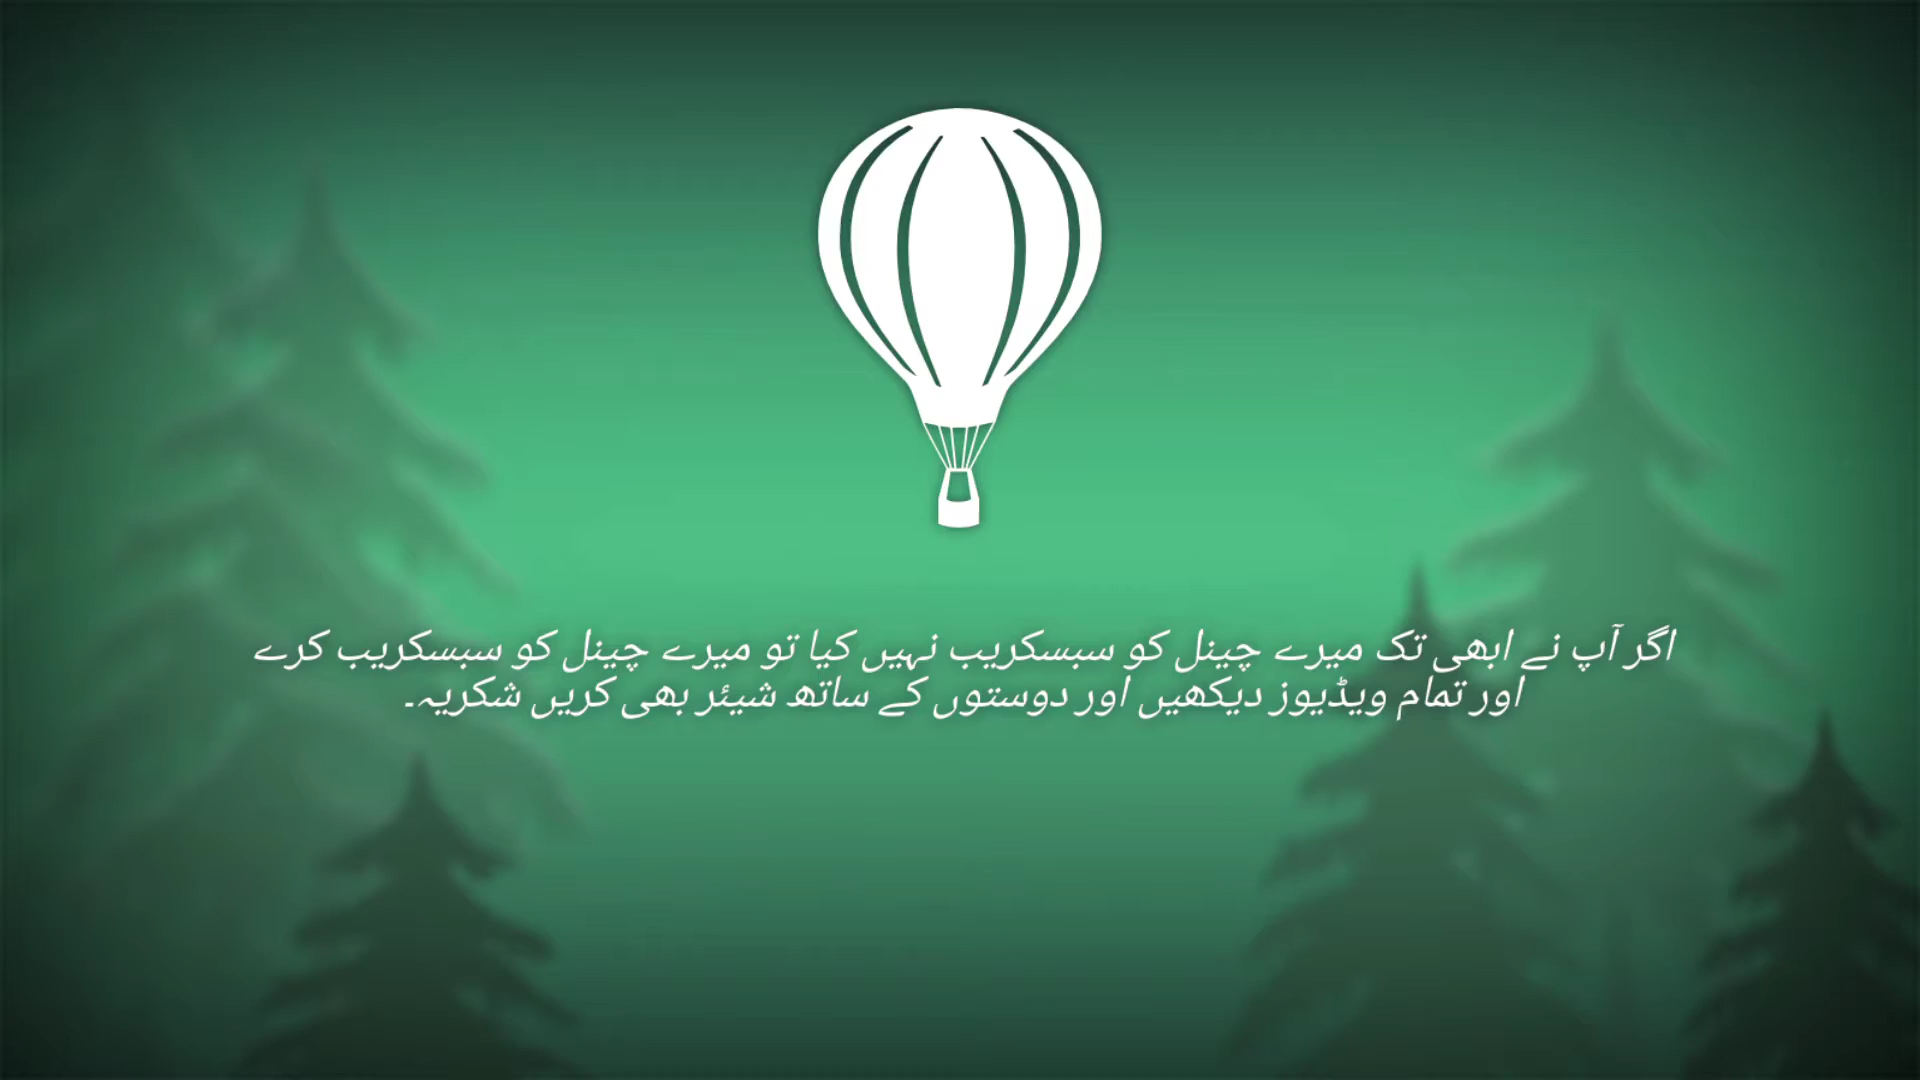 اگر آپ نے ابھی تک میرے چینل کو سبسکریب نہیں کیا تو میرے چینل کو سبسکریب کرے
اور تمام ویڈیوز دیکھیں اور دوستوں کے ساتھ شیئر بھی کریں شکریہ۔